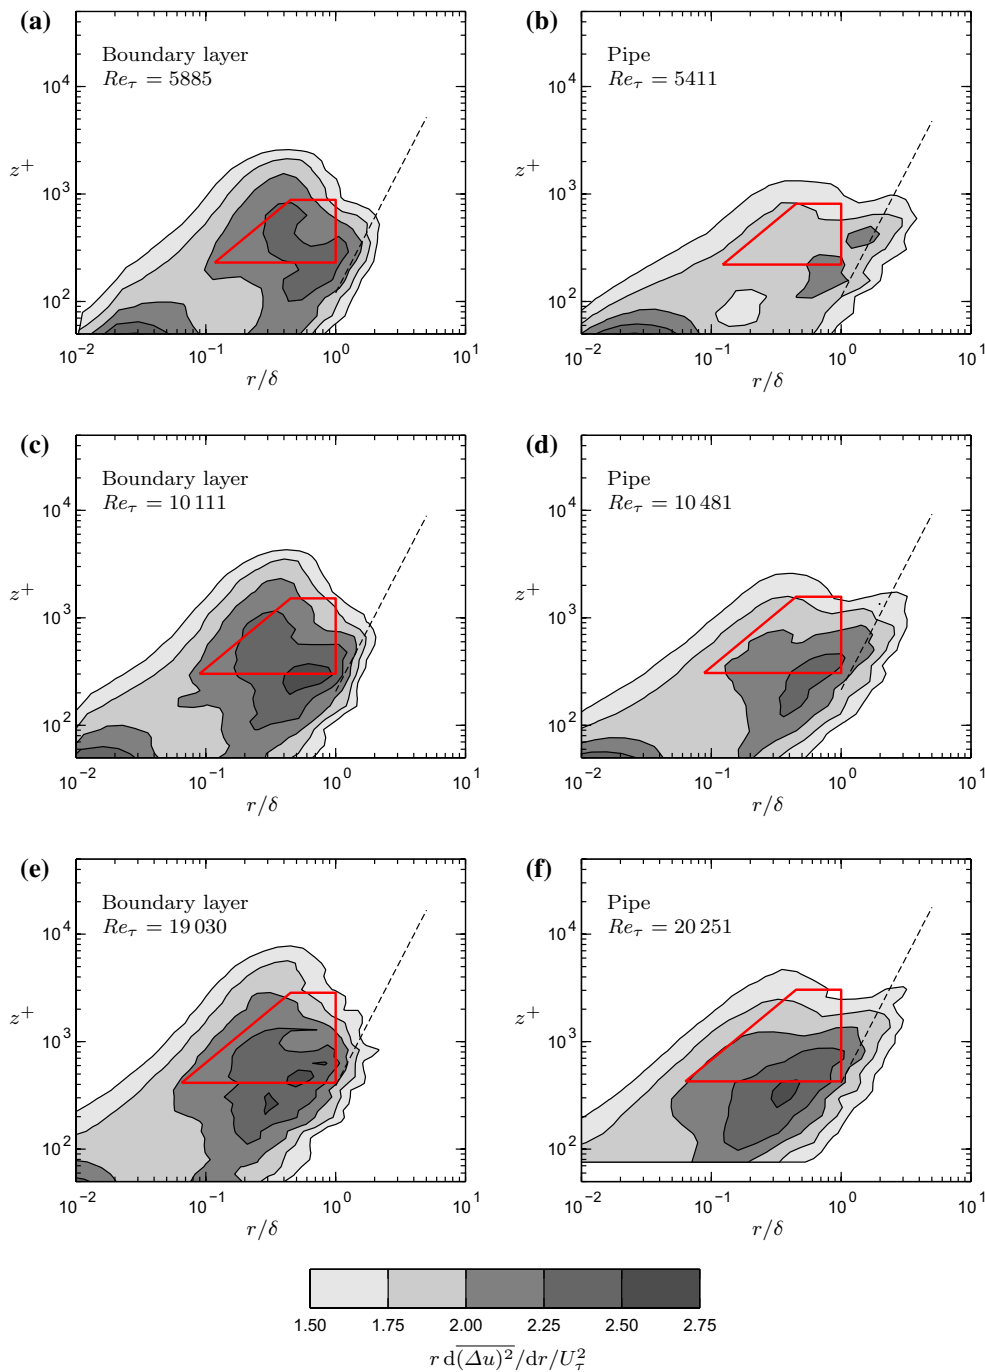 (a)
Boundary layer
Re_τ = 5885
10^4
10^3
10^2
z^+
10^-2 10^-1 10^0 10^1
r/δ
(b)
Pipe
Re_τ = 5411
10^4
10^3
10^2
z^+
10^-2 10^-1 10^0 10^1
r/δ
(c)
Boundary layer
Re_τ = 10 111
10^4
10^3
10^2
z^+
10^-2 10^-1 10^0 10^1
r/δ
(d)
Pipe
Re_τ = 10 481
10^4
10^3
10^2
z^+
10^-2 10^-1 10^0 10^1
r/δ
(e)
Boundary layer
Re_τ = 19 030
10^4
10^3
10^2
z^+
10^-2 10^-1 10^0 10^1
r/δ
(f)
Pipe
Re_τ = 20 251
10^4
10^3
10^2
z^+
10^-2 10^-1 10^0 10^1
r/δ
1.50 1.75 2.00 2.25 2.50 2.75
r d\overline{(Δu)^2}/dr/U_τ^2